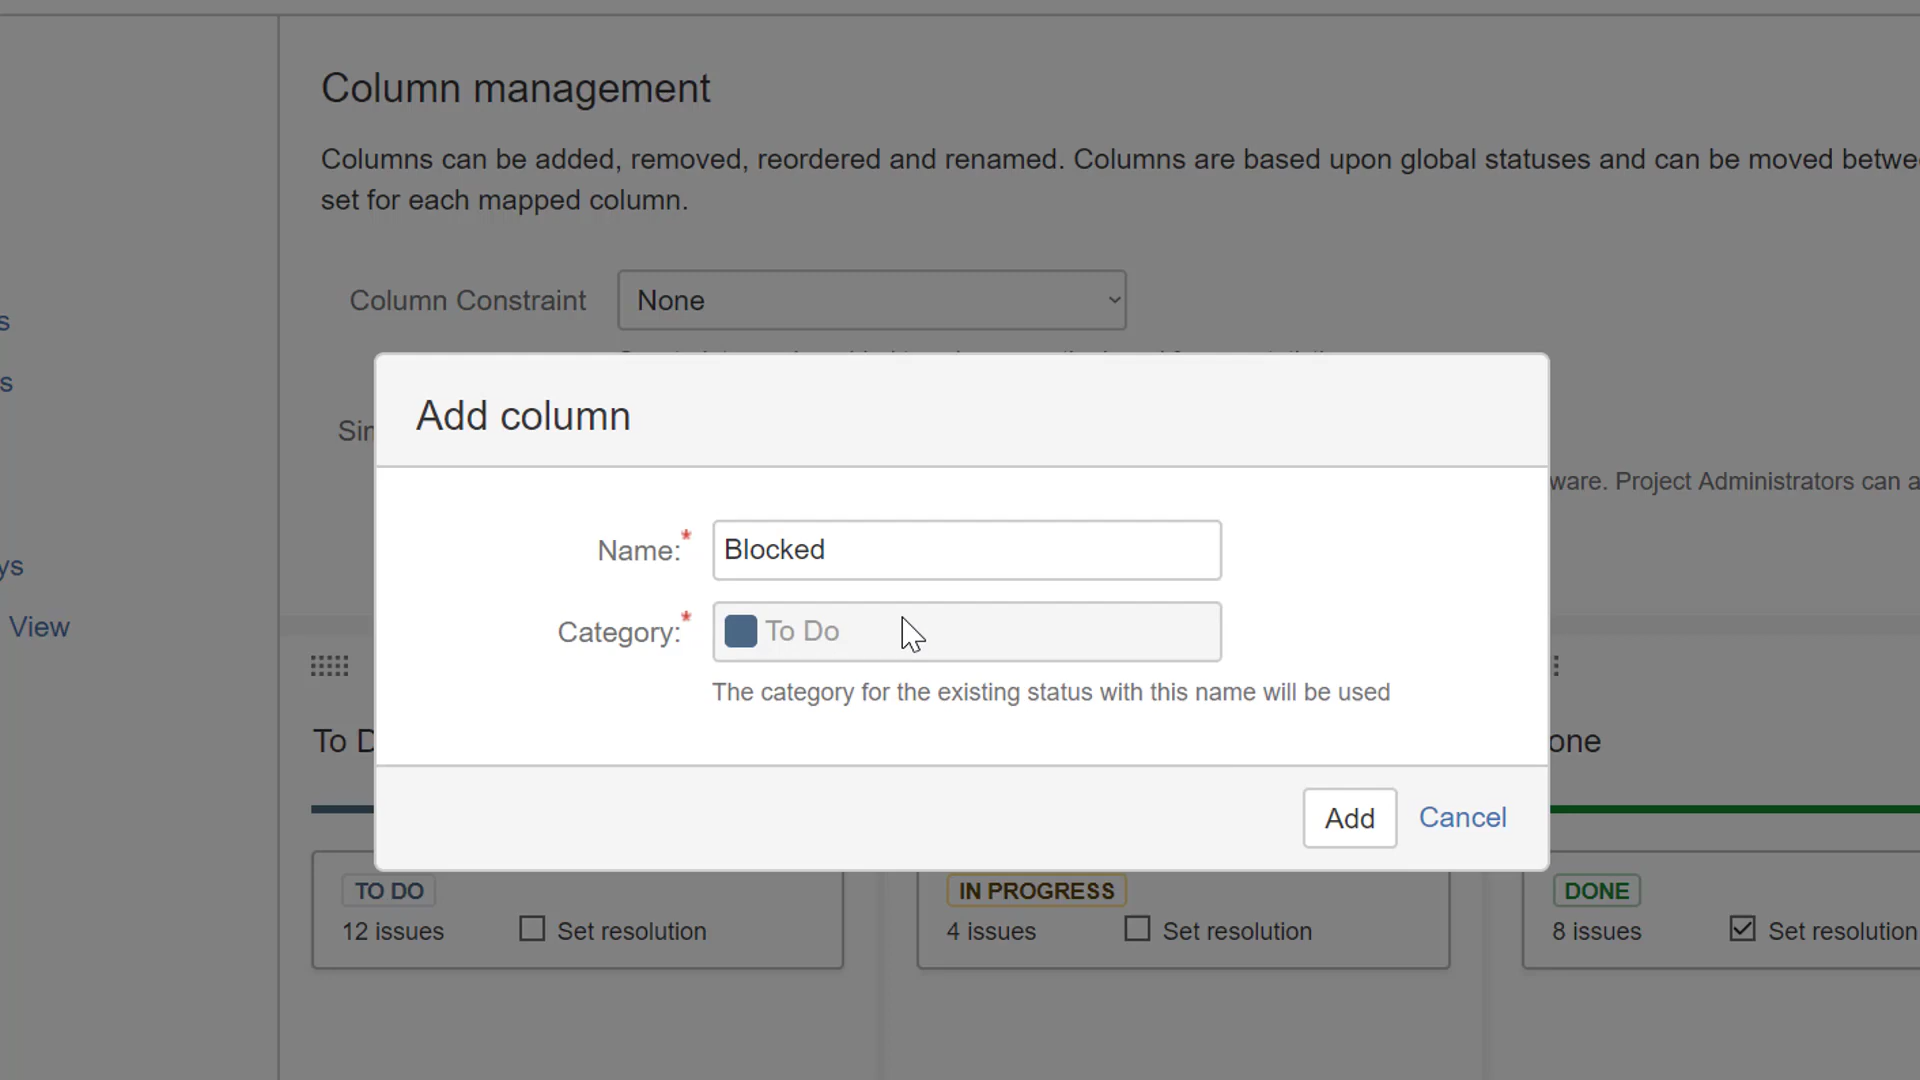 Column management
Columns can be added, removed, reordered and renamed. Columns are based upon global statuses and can be moved
set for each mapped column.
Column Constraint None
Add column
ware. Project Administrators can
Name:* Blocked
Category:* To Do
View
The category for the existing status with this name will be used
To
Add Cancel
TO DO IN PROGRESS DONE
12 issues Set resolution 4 issues Set resolution 8 issues Set resolution